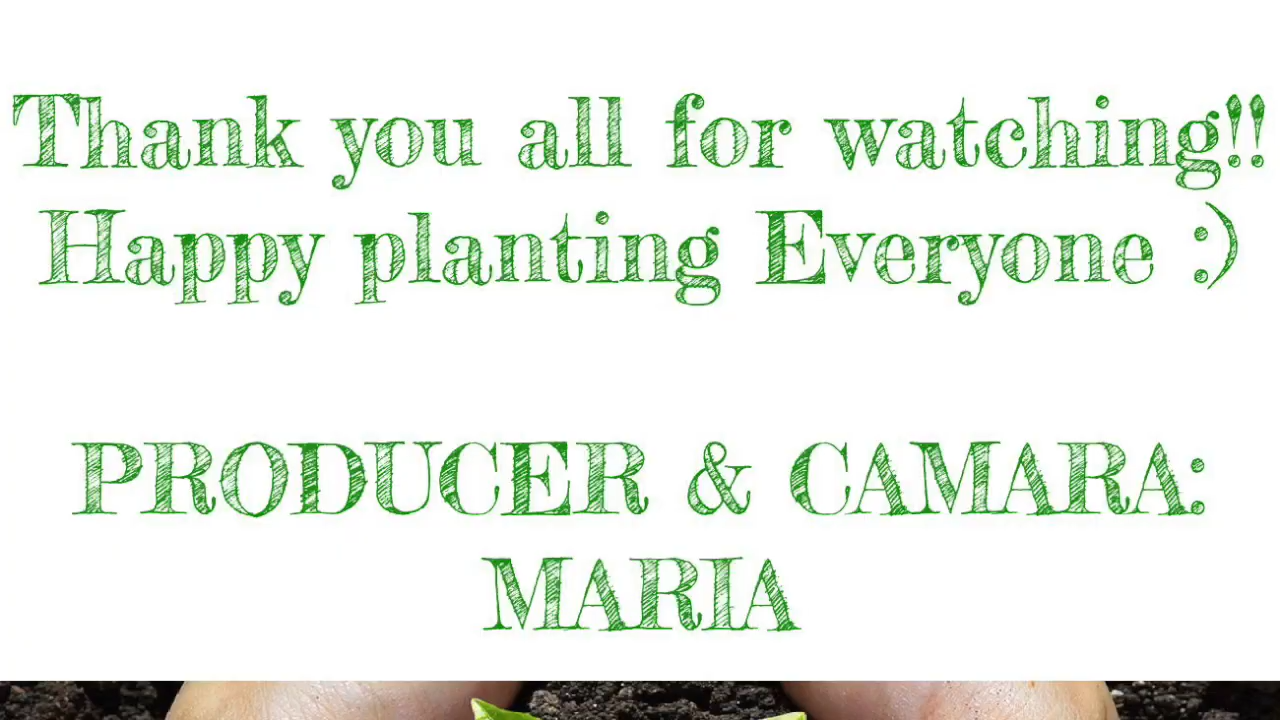 Thank you all for watching!!
Happy planting Everyone :)
PRODUCER & CAMARA:
MARIA